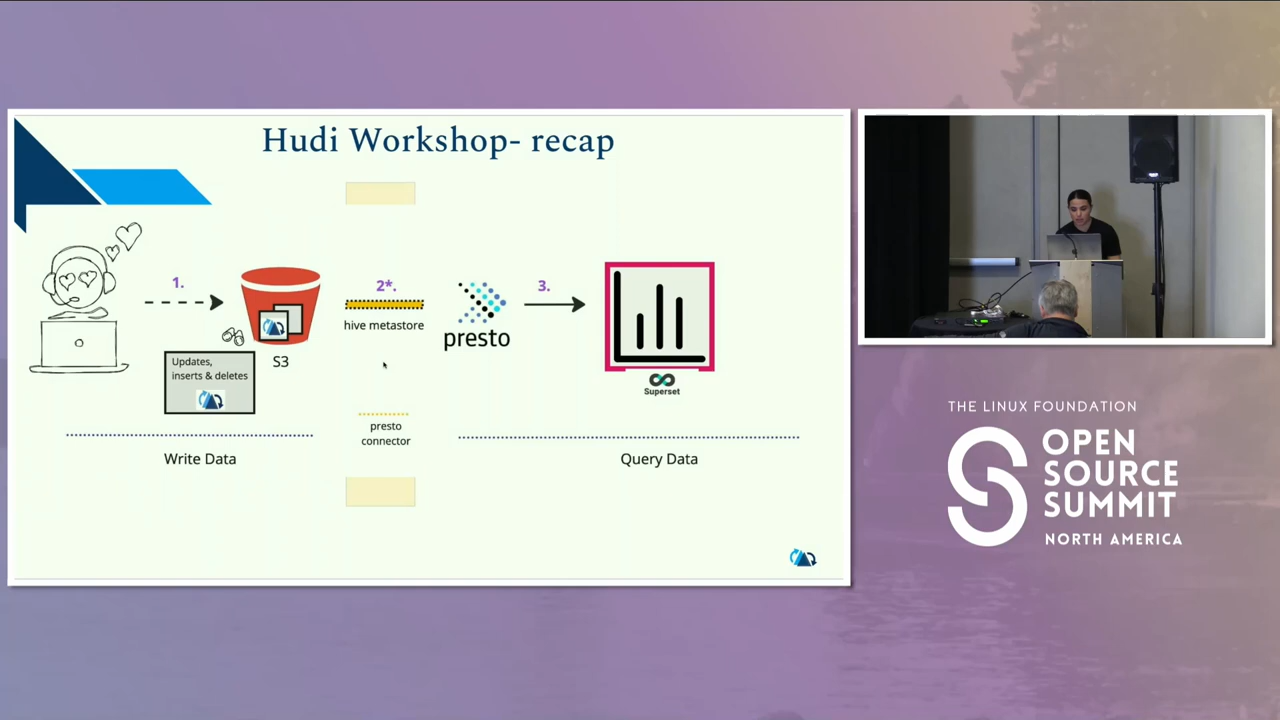 Hudi Workshop- recap
1.
2*.
3.
hive metastore
presto
S3
Updates,
inserts & deletes
Superset
presto
connector
Write Data
Query Data
THE LINUX FOUNDATION
OPEN
SOURCE
SUMMIT
NORTH AMERICA